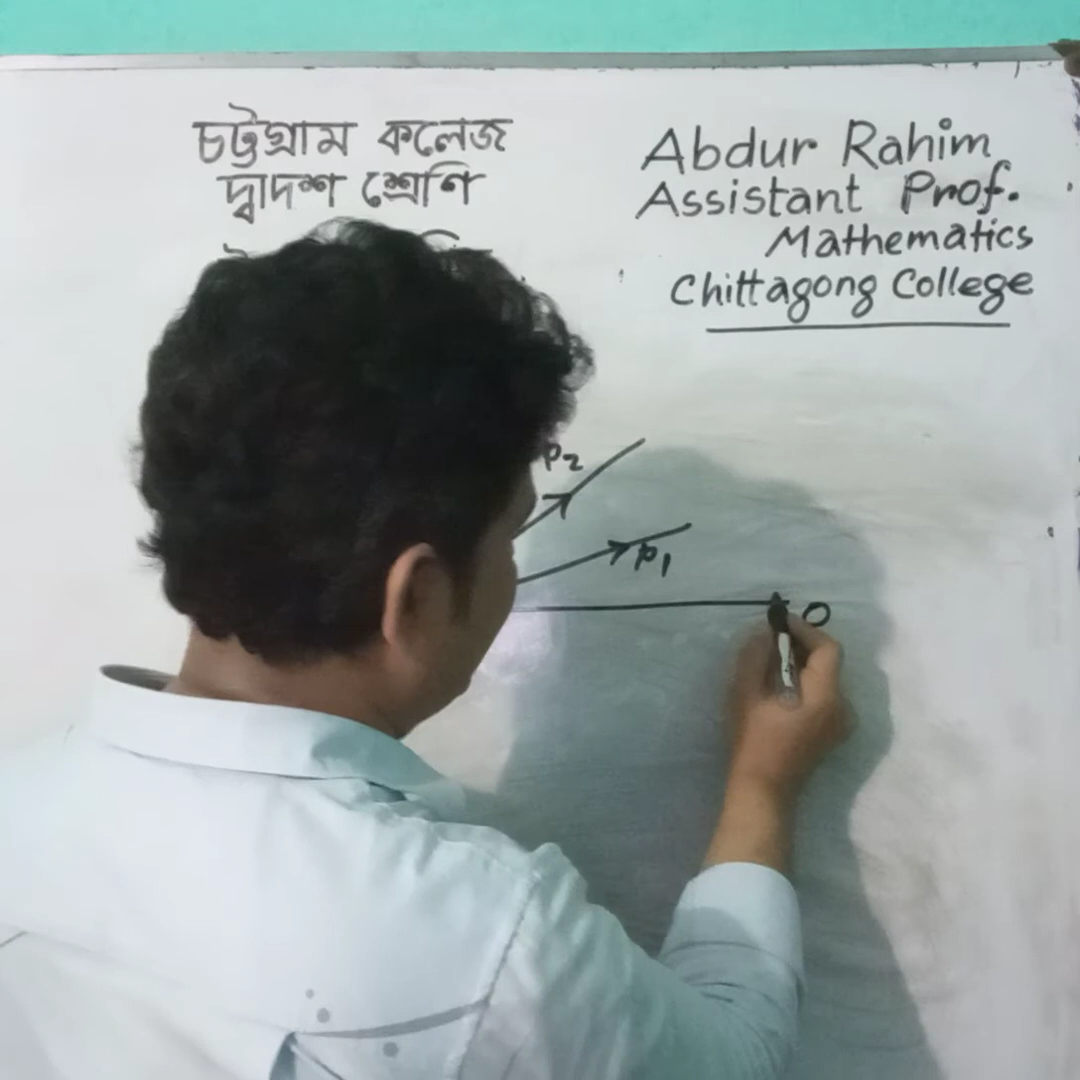 চট্টগ্রাম কলেজ
দ্বাদশ শ্রেণি
Abdur Rahim
Assistant Prof.
Mathematics
Chittagong College
P2
P1
O